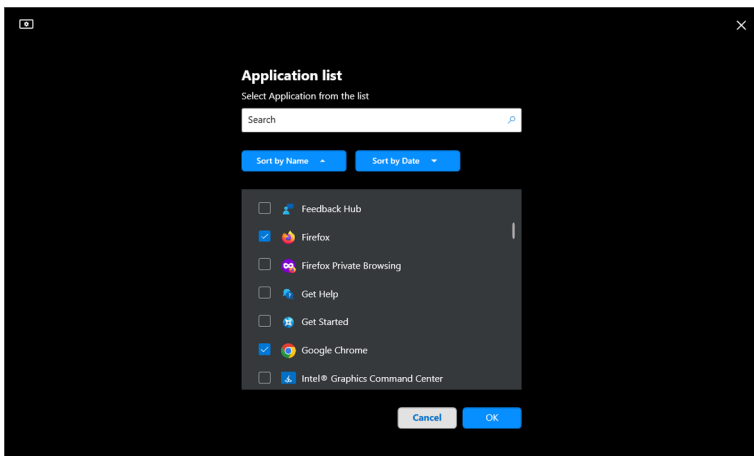 Application list
Select Application from the list
Search
Sort by Name
Sort by Date
Feedback Hub
Firefox
Firefox Private Browsing
Get Help
Get Started
Google Chrome
Intel® Graphics Command Center
Cancel
OK